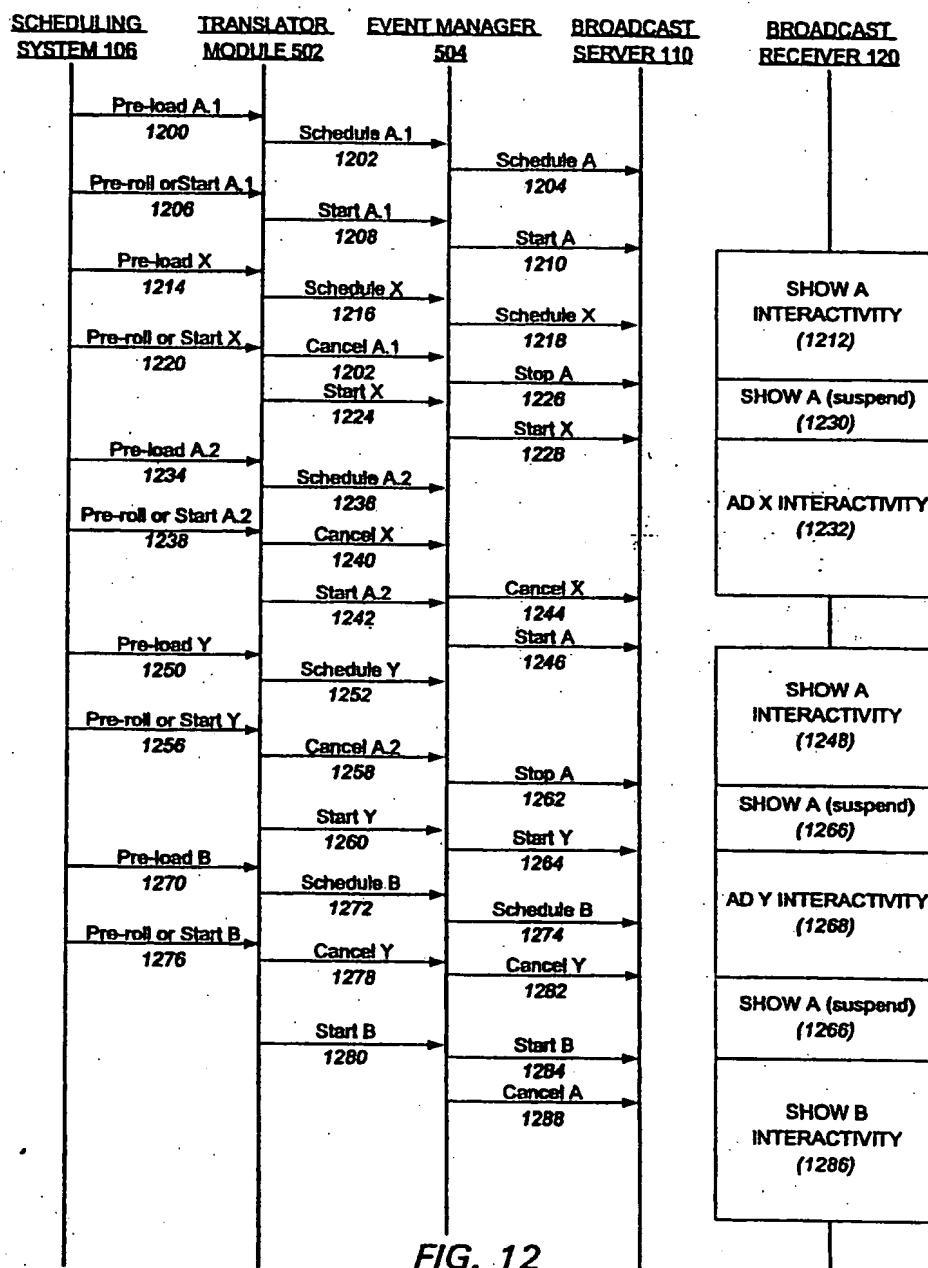 SCHEDULING
SYSTEM 106
TRANSLATOR
MODULE 502
EVENT MANAGER
504
BROADCAST
SERVER 110
BROADCAST
RECEIVER 120
Pre-load A.1
1200
Schedule A.1
1202
Schedule A
1204
Pre-roll orStart A.1
1206
Start A.1
1208
Start A
1210
Pre-load X
1214
Schedule X
1216
Schedule X
1218
SHOW A
INTERACTIVITY
(1212)
Pre-roll or Start X
1220
Cancel A.1
1202
Stop A
1226
Start X
1224
SHOW A (suspend)
(1230)
Start X
1228
Pre-load A.2
1234
Schedule A.2
1236
AD X INTERACTIVITY
(1232)
Pre-roll or Start A.2
1238
Cancel X
1240
Start A.2
1242
Cancel X
1244
Start A
1246
Pre-load Y
1250
Schedule Y
1252
SHOW A
INTERACTIVITY
(1248)
Pre-roll or Start Y
1256
Cancel A.2
1258
Stop A
1262
SHOW A (suspend)
(1266)
Start Y
1260
Start Y
1264
Pre-load B
1270
Schedule B
1272
Schedule B
1274
AD Y INTERACTIVITY
(1268)
Pre-roll or Start B
1276
Cancel Y
1278
Cancel Y
1282
SHOW A (suspend)
(1266)
Start B
1280
Start B
1284
Cancel A
1288
SHOW B
INTERACTIVITY
(1286)
FIG. 12